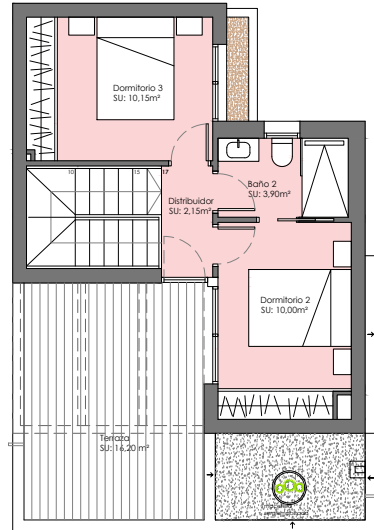 Dormitorio 3
SU: 10,15m²
10 15 17
Baño 2
SU: 3,90m²
Distribuidor
SU: 2,15m²
Dormitorio 2
SU: 10,00m²
Terraza
SU: 16,20 m²